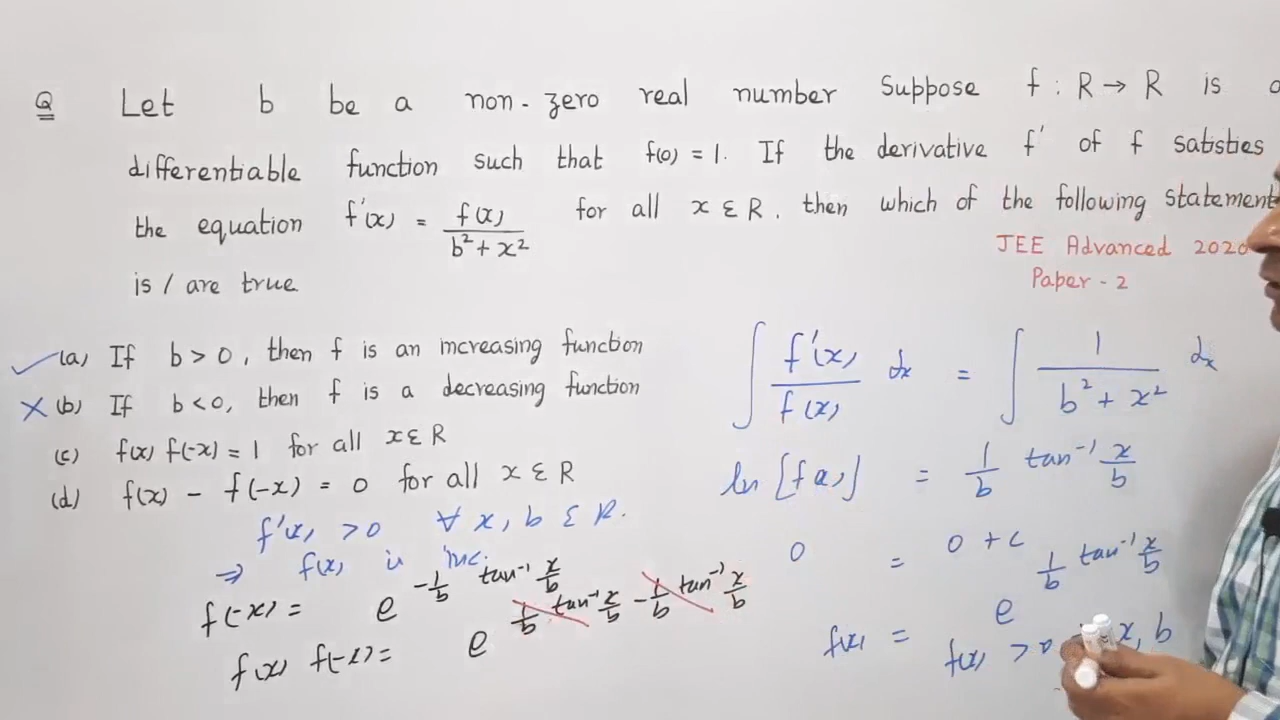 Q Let b be a non-zero real number Suppose f : R → R is a
differentiable function such that f(0) = 1. If the derivative f' of f satisties
the equation f'(x) = f(x) / b² + x² for all x ε R. then which of the following statement
JEE Advanced 2020
Paper - 2
is / are true
✓ (a) If b > 0, then f is an increasing function
✗ (b) If b < 0, then f is a decreasing function
(c) f(x) f(-x) = 1 for all x ε R
(d) f(x) - f(-x) = 0 for all x ε R
f'(x) > 0 ∀ x, b ε R.
⇒ f(x) is inc.
f(-x) = e^{-1/b tan⁻¹ x/b}
f(x) f(-x) = e^{1/b tan⁻¹ x/b - 1/b tan⁻¹ x/b}
∫ f'(x) / f(x) dx = ∫ 1 / b² + x² dx
ln [f(x)] = 1/b tan⁻¹ x/b
0 = 0 + c
f(x) = e^{1/b tan⁻¹ x/b}
f(x) > 0 x, b